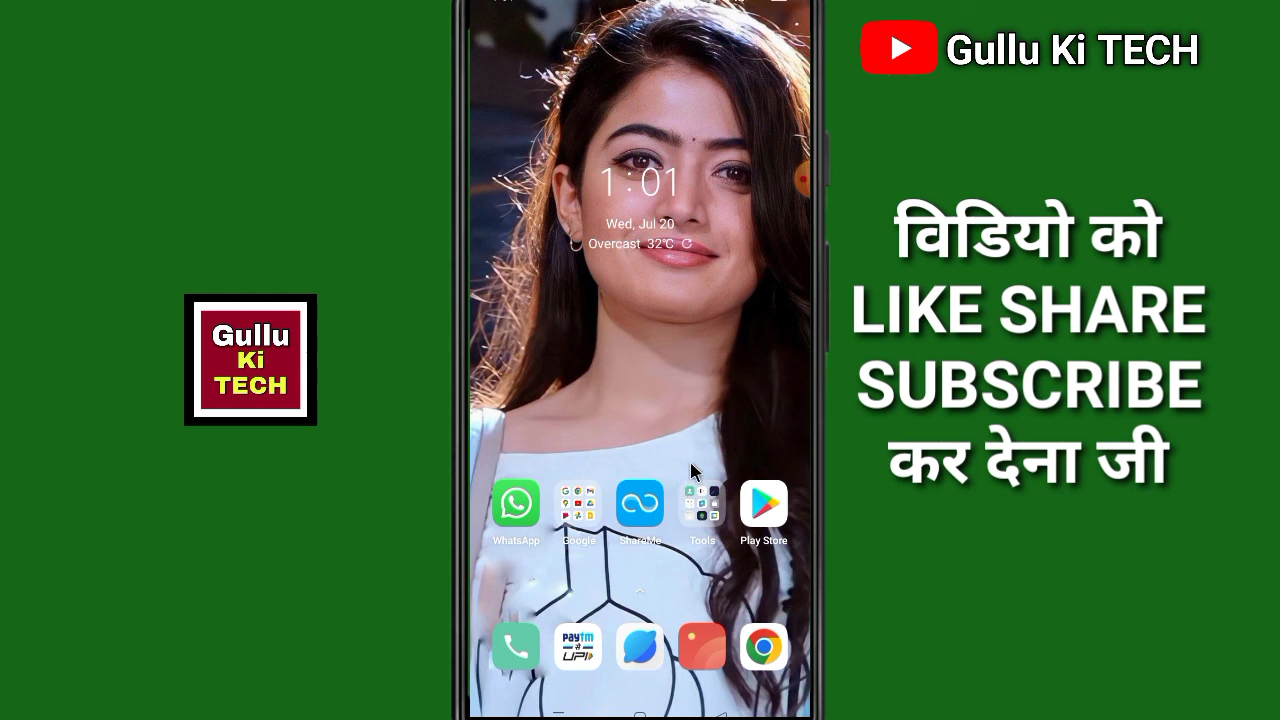 Gullu Ki TECH
विडियो को
LIKE SHARE
SUBSCRIBE
कर देना जी
Gullu
Ki
TECH
1:01
Wed, Jul 20
Overcast 32°C
WhatsApp Google ShareMe Tools Play Store
paytm
UPI